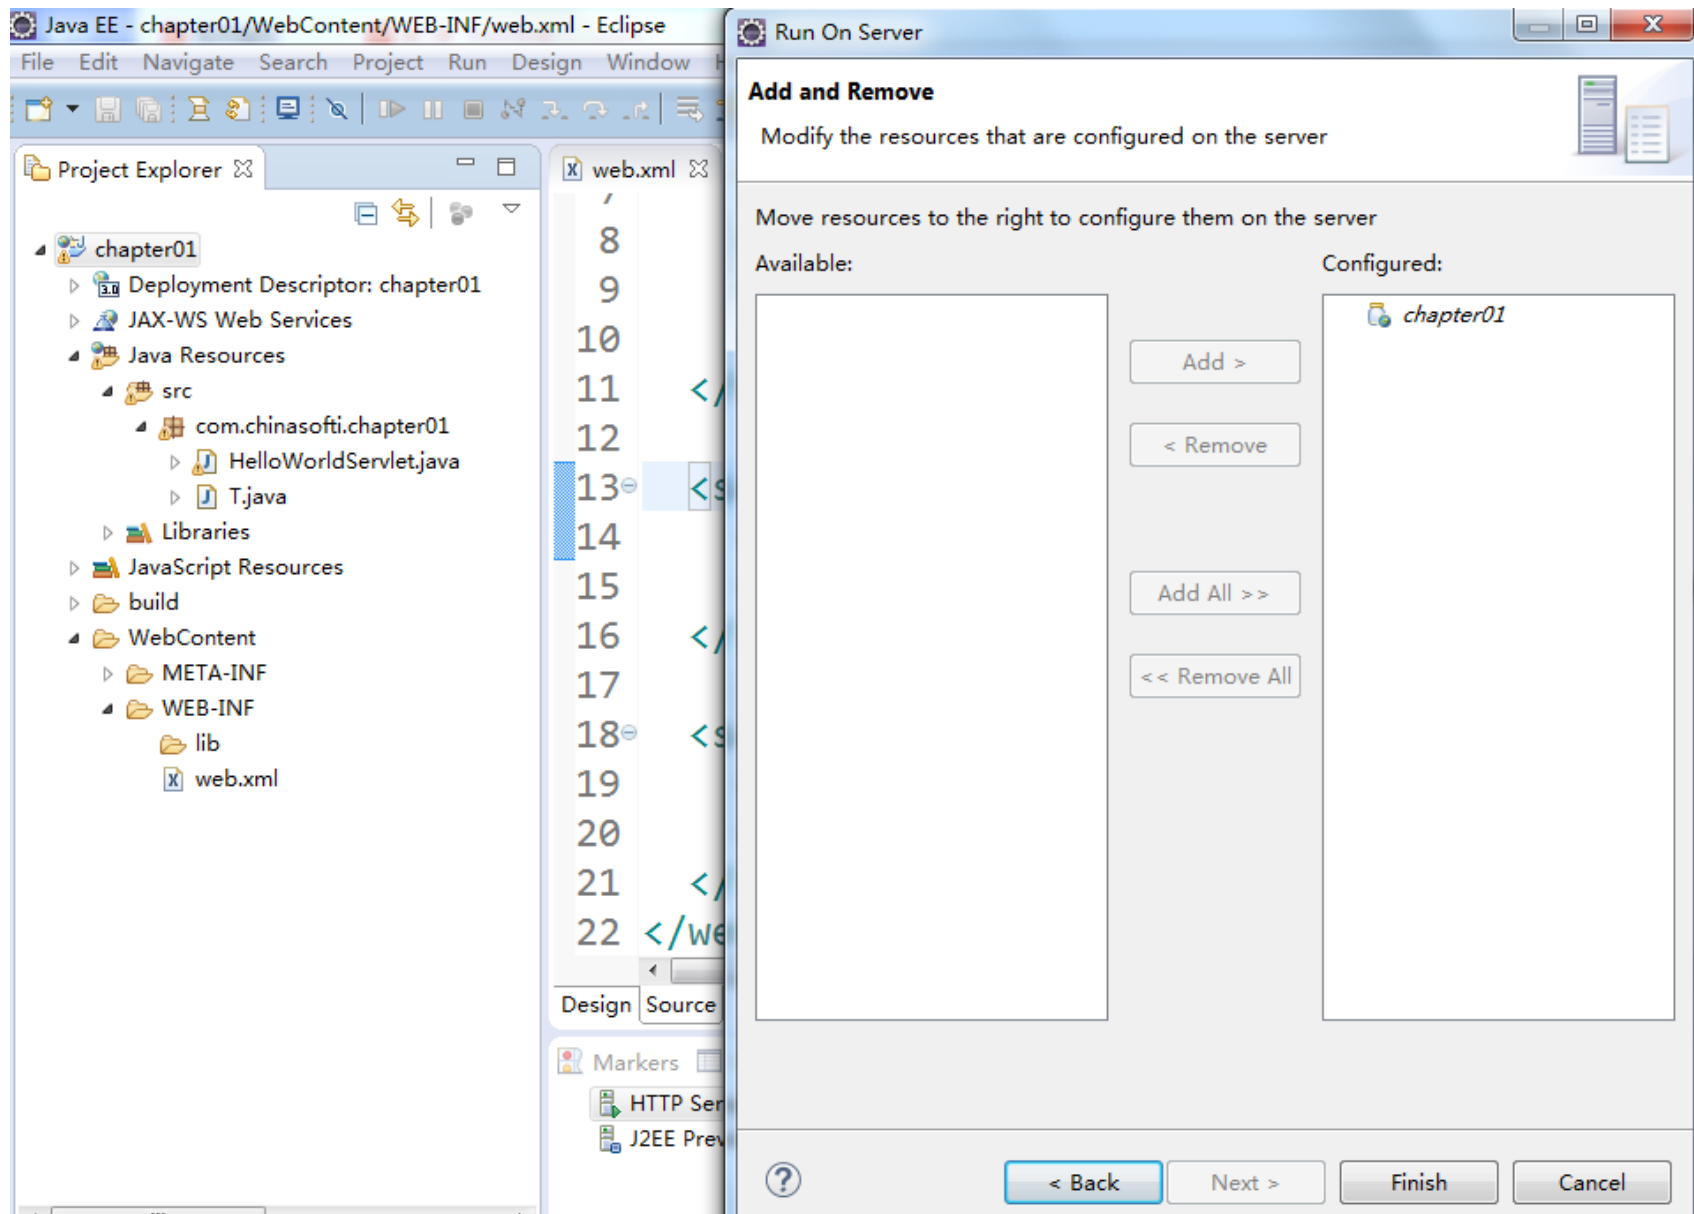 Java EE - chapter01/WebContent/WEB-INF/web.xml - Eclipse
File Edit Navigate Search Project Run Design Window
Project Explorer
chapter01
Deployment Descriptor: chapter01
JAX-WS Web Services
Java Resources
src
com.chinasofti.chapter01
HelloWorldServlet.java
T.java
Libraries
JavaScript Resources
build
WebContent
META-INF
WEB-INF
lib
web.xml
web.xml
8
9
10
11 </
12
13 <s
14
15
16 </
17
18 <s
19
20
21 </
22 </we
Design Source
Markers
HTTP Ser
J2EE Prev
Run On Server
Add and Remove
Modify the resources that are configured on the server
Move resources to the right to configure them on the server
Available:
Configured:
chapter01
Add >
< Remove
Add All >>
<< Remove All
< Back
Next >
Finish
Cancel